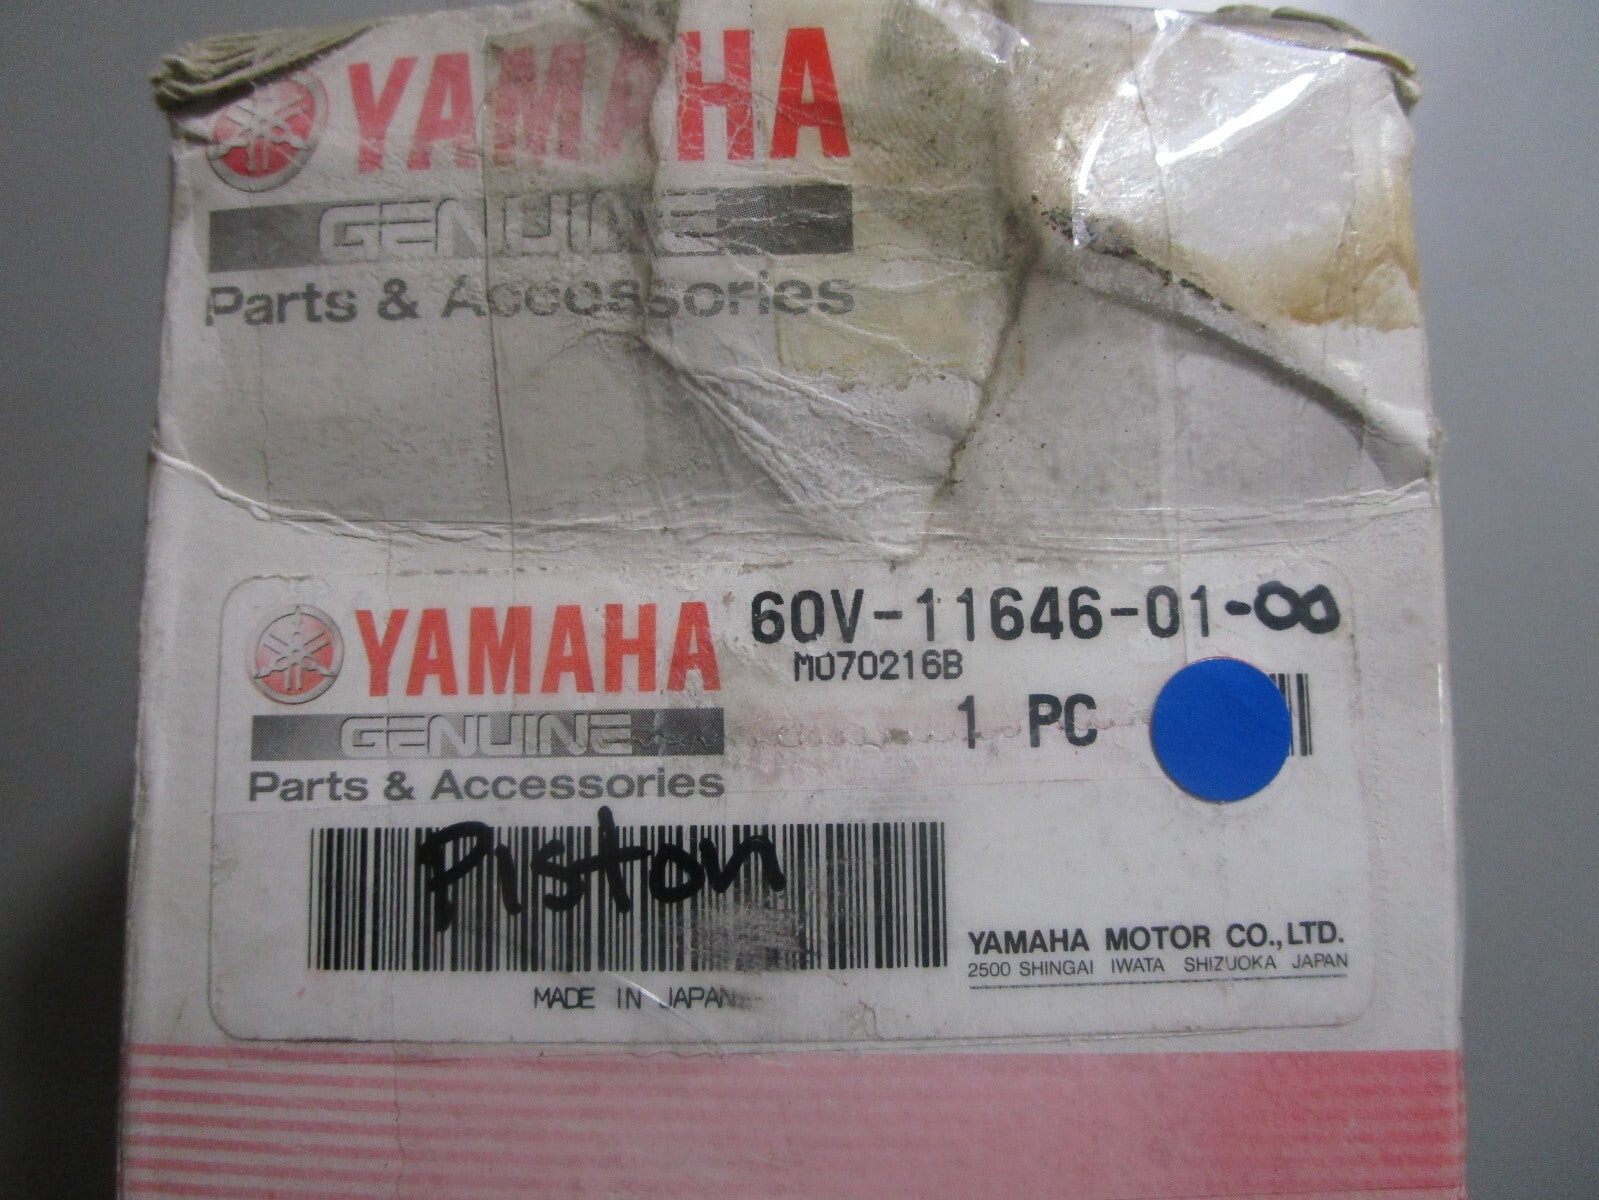 YAMAHA
GENUINE
Parts & Accessories
YAMAHA
GENUINE
Parts & Accessories
60V-11646-01-00
M070216B
1 PC
Piston
MADE IN JAPAN
YAMAHA MOTOR CO.,LTD.
2500 SHINGAI IWATA SHIZUOKA JAPAN